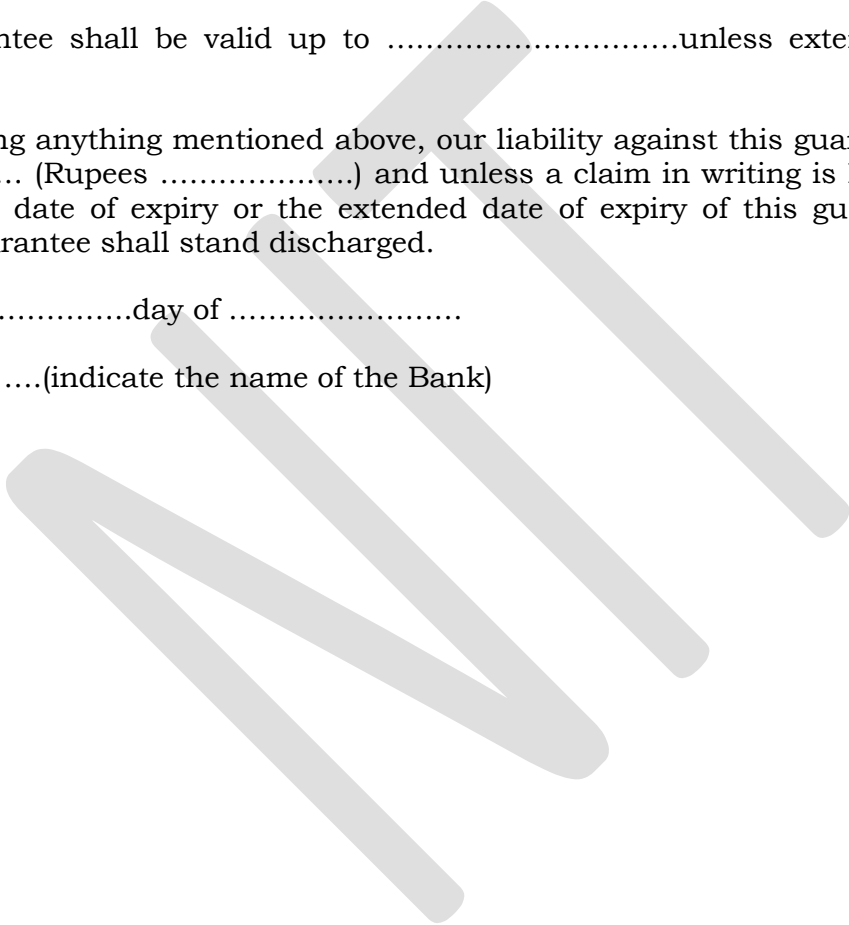 ntee shall be valid up to …………………………unless exte
ng anything mentioned above, our liability against this guar
… (Rupees ………………..) and unless a claim in writing is
date of expiry or the extended date of expiry of this gu
rantee shall stand discharged.
…………..day of ……………………
….(indicate the name of the Bank)
NIT